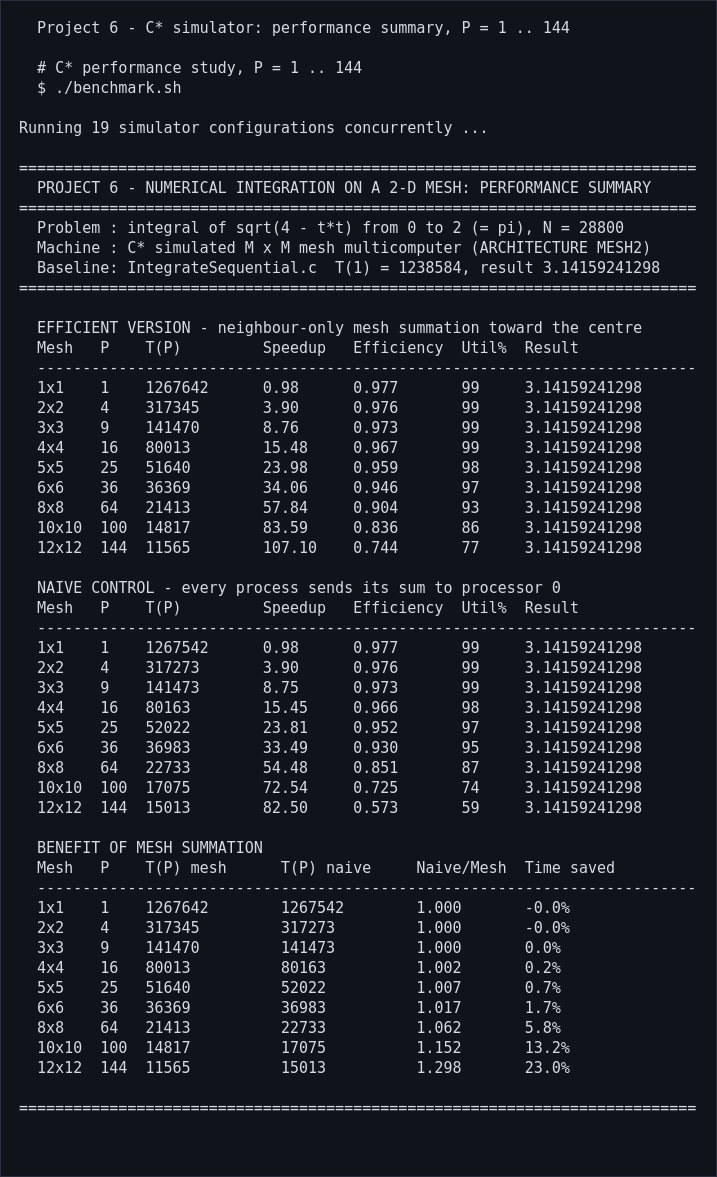 Project 6 - C* simulator: performance summary, P = 1 .. 144
# C* performance study, P = 1 .. 144
$ ./benchmark.sh
Running 19 simulator configurations concurrently ...
===========================================================================
PROJECT 6 - NUMERICAL INTEGRATION ON A 2-D MESH: PERFORMANCE SUMMARY
===========================================================================
Problem : integral of sqrt(4 - t*t) from 0 to 2 (= pi), N = 28800
Machine : C* simulated M x M mesh multicomputer (ARCHITECTURE MESH2)
Baseline: IntegrateSequential.c  T(1) = 1238584, result 3.14159241298
===========================================================================
EFFICIENT VERSION - neighbour-only mesh summation toward the centre
Mesh   P    T(P)         Speedup   Efficiency  Util%  Result
-------------------------------------------------------------------------
1x1    1    1267642      0.98      0.977       99     3.14159241298
2x2    4    317345       3.90      0.976       99     3.14159241298
3x3    9    141470       8.76      0.973       99     3.14159241298
4x4    16   80013        15.48     0.967       99     3.14159241298
5x5    25   51640        23.98     0.959       98     3.14159241298
6x6    36   36369        34.06     0.946       97     3.14159241298
8x8    64   21413        57.84     0.904       93     3.14159241298
10x10  100  14817        83.59     0.836       86     3.14159241298
12x12  144  11565        107.10    0.744       77     3.14159241298
NAIVE CONTROL - every process sends its sum to processor 0
Mesh   P    T(P)         Speedup   Efficiency  Util%  Result
-------------------------------------------------------------------------
1x1    1    1267542      0.98      0.977       99     3.14159241298
2x2    4    317273       3.90      0.976       99     3.14159241298
3x3    9    141473       8.75      0.973       99     3.14159241298
4x4    16   80163        15.45     0.966       98     3.14159241298
5x5    25   52022        23.81     0.952       97     3.14159241298
6x6    36   36983        33.49     0.930       95     3.14159241298
8x8    64   22733        54.48     0.851       87     3.14159241298
10x10  100  17075        72.54     0.725       74     3.14159241298
12x12  144  15013        82.50     0.573       59     3.14159241298
BENEFIT OF MESH SUMMATION
Mesh   P    T(P) mesh      T(P) naive     Naive/Mesh  Time saved
-------------------------------------------------------------------------
1x1    1    1267642        1267542        1.000       -0.0%
2x2    4    317345         317273         1.000       -0.0%
3x3    9    141470         141473         1.000       0.0%
4x4    16   80013          80163          1.002       0.2%
5x5    25   51640          52022          1.007       0.7%
6x6    36   36369          36983          1.017       1.7%
8x8    64   21413          22733          1.062       5.8%
10x10  100  14817          17075          1.152       13.2%
12x12  144  11565          15013          1.298       23.0%
===========================================================================